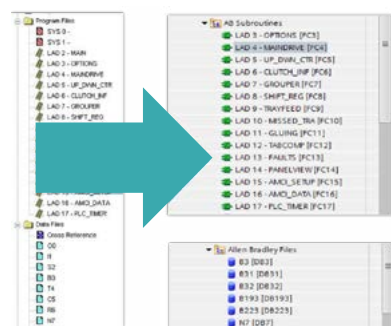 Program Files
SYS 0 -
SYS 1 -
LAD 2 - MAIN
LAD 3 - OPTIONS
LAD 4 - MAINDRIVE
LAD 5 - UP_DWN_CTR
LAD 6 - CLUTCH_INF
LAD 7 - GROUPER
LAD 8 - SHIFT_REG
LAD 16 - AMCI_DATA
LAD 17 - PLC_TIMER
Data Files
Cross Reference
O0
I1
S2
B3
T4
C5
R6
N7
AB Subroutines
LAD 3 - OPTIONS [FC3]
LAD 4 - MAINDRIVE [FC4]
LAD 5 - UP_DWN_CTR [FC5]
LAD 6 - CLUTCH_INF [FC6]
LAD 7 - GROUPER [FC7]
LAD 8 - SHIFT_REG [FC8]
LAD 9 - TRAYFEED [FC9]
LAD 10 - MISSED_TRA [FC10]
LAD 11 - GLUING [FC11]
LAD 12 - TABCOMP [FC12]
LAD 13 - FAULTS [FC13]
LAD 14 - PANELVIEW [FC14]
LAD 15 - AMCI_SETUP [FC15]
LAD 16 - AMCI_DATA [FC16]
LAD 17 - PLC_TIMER [FC17]
Allen Bradley Files
B3 [DB3]
B31 [DB31]
B32 [DB32]
B193 [DB193]
B223 [DB223]
N7 [DB7]